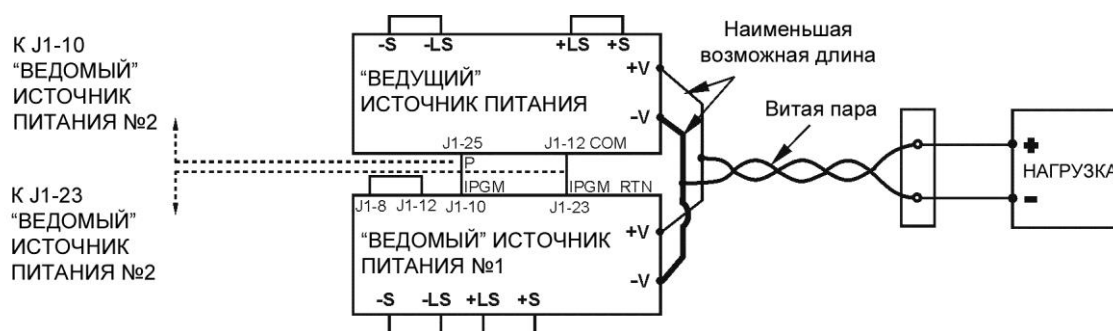 К J1-10
“ВЕДОМЫЙ”
ИСТОЧНИК
ПИТАНИЯ №2
К J1-23
“ВЕДОМЫЙ”
ИСТОЧНИК
ПИТАНИЯ №2
-S -LS +LS +S
“ВЕДУЩИЙ”
ИСТОЧНИК ПИТАНИЯ
+V
-V
J1-25 J1-12 COM
P
IPGM IPGM RTN
J1-8 J1-12 J1-10 J1-23
“ВЕДОМЫЙ” ИСТОЧНИК
ПИТАНИЯ №1
+V
-V
-S -LS +LS +S
Наименьшая
возможная длина
Витая пара
+
НАГРУЗКА
-